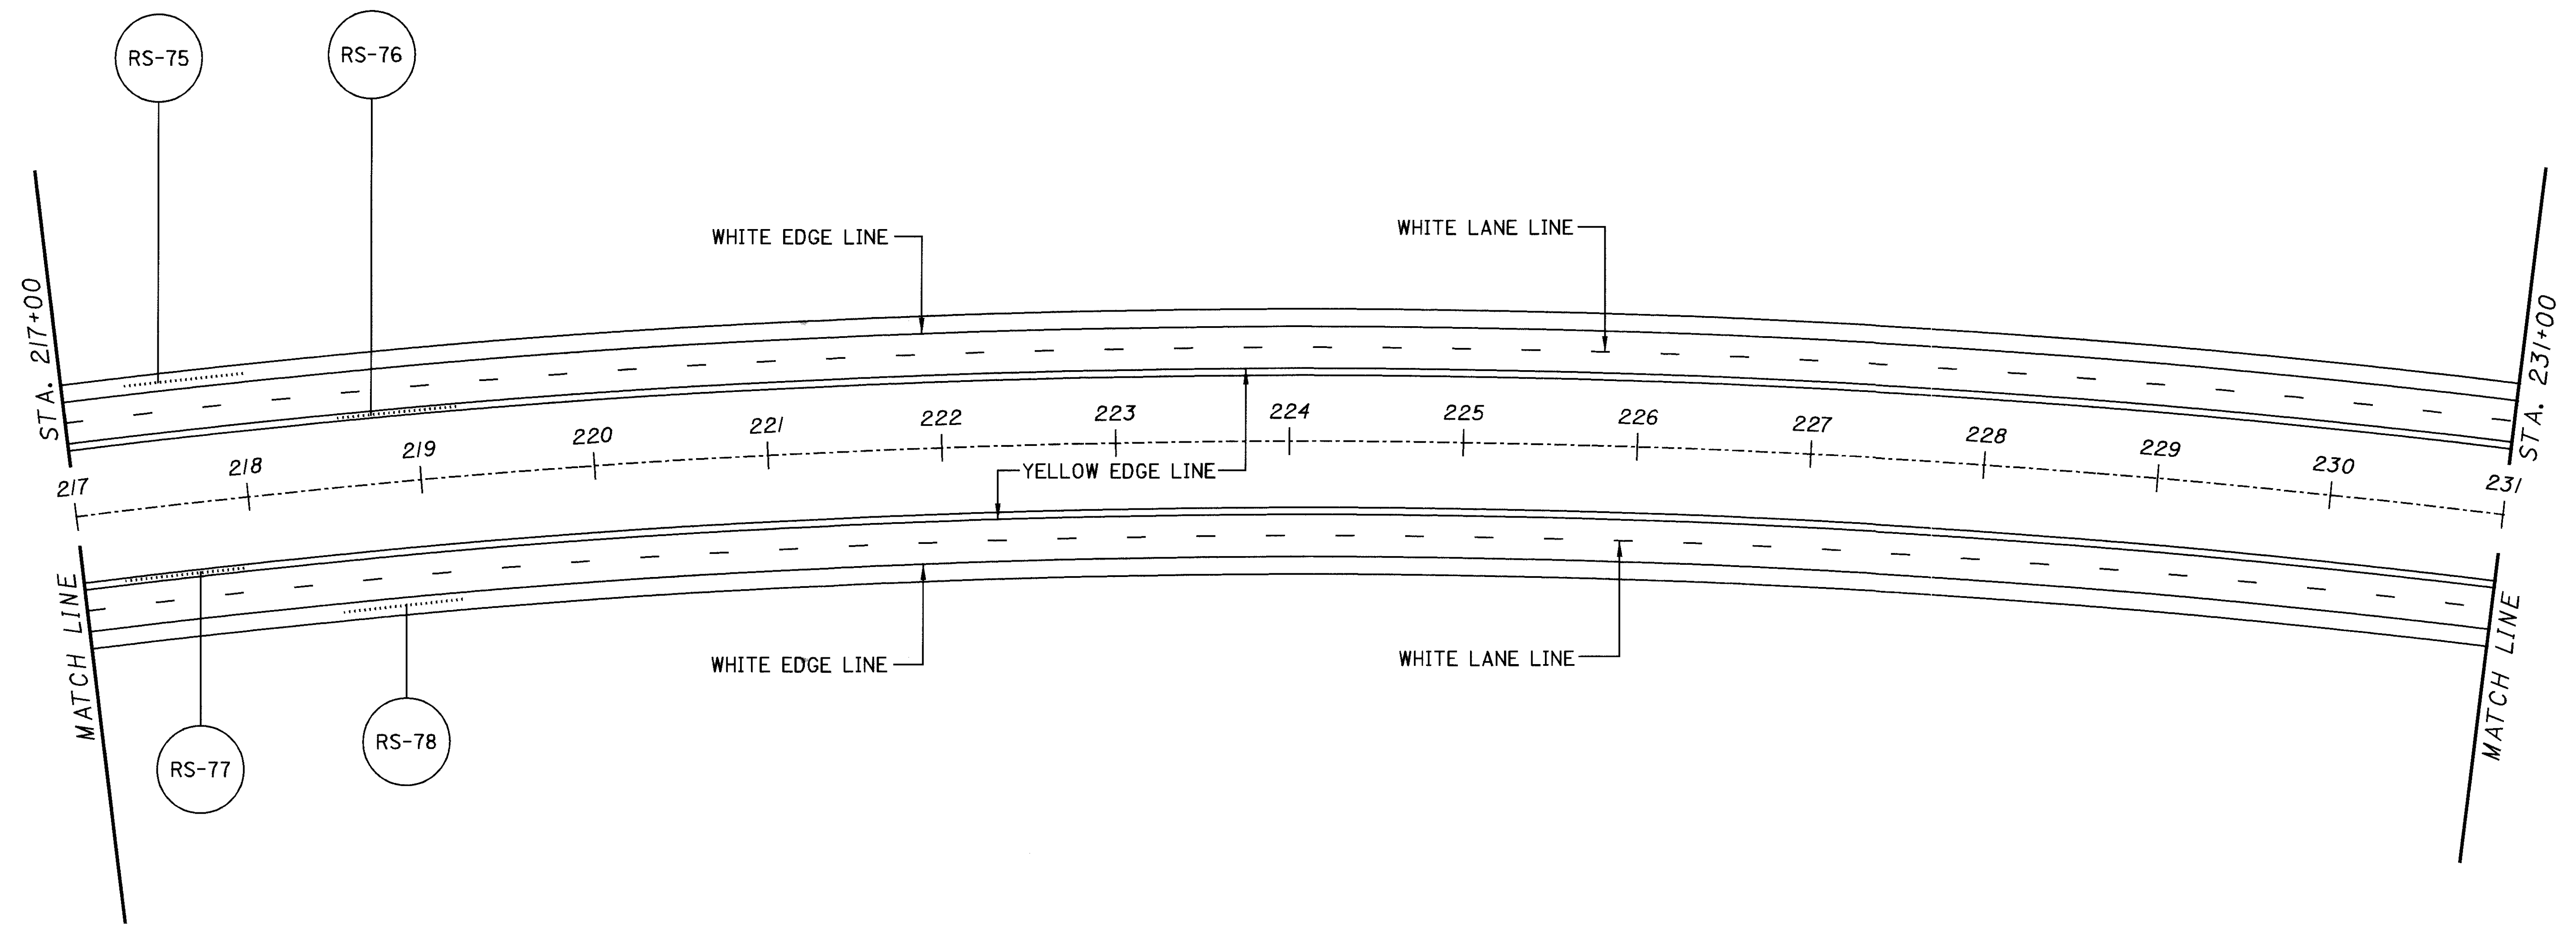 RS-75
RS-76
WHITE EDGE LINE
WHITE LANE LINE
STA. 217+00
STA. 231+00
217
218
219
220
221
222
223
224
225
226
227
228
229
230
231
YELLOW EDGE LINE
MATCH LINE
MATCH LINE
WHITE EDGE LINE
WHITE LANE LINE
RS-77
RS-78